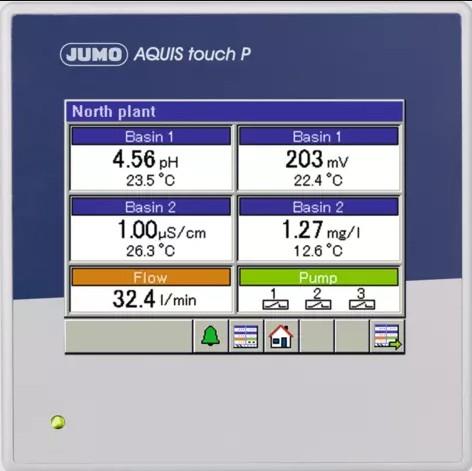 JUMO AQUIS touch P
North plant
Basin 1 Basin 1
4.56 pH 203 mV
23.5 °C 22.4 °C
Basin 2 Basin 2
1.00 µS/cm 1.27 mg/l
26.3 °C 12.6 °C
Flow Pump
32.4 l/min 1 2 3